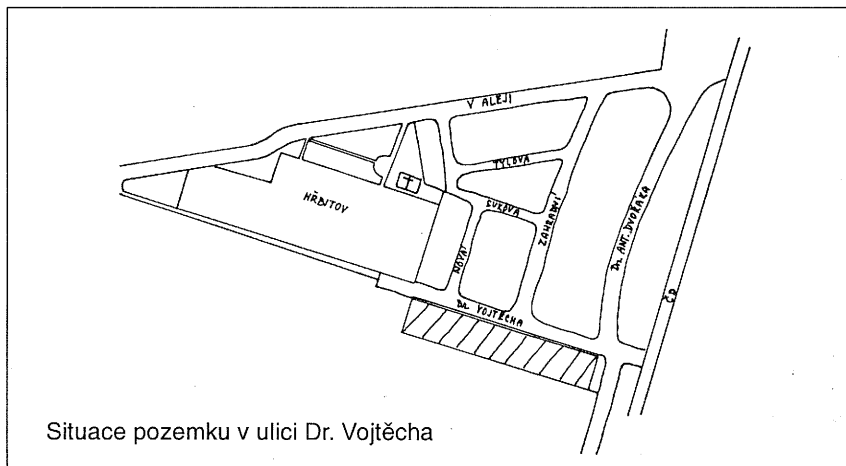 V ALEJI
TYLOVA
SUKOVA
ZAHRADNÍ
Dr. ANT. DVOŘÁKA
HŘBITOV
NOVÁ
DR. VOJTĚCHA
ČD
Situace pozemku v ulici Dr. Vojtěcha